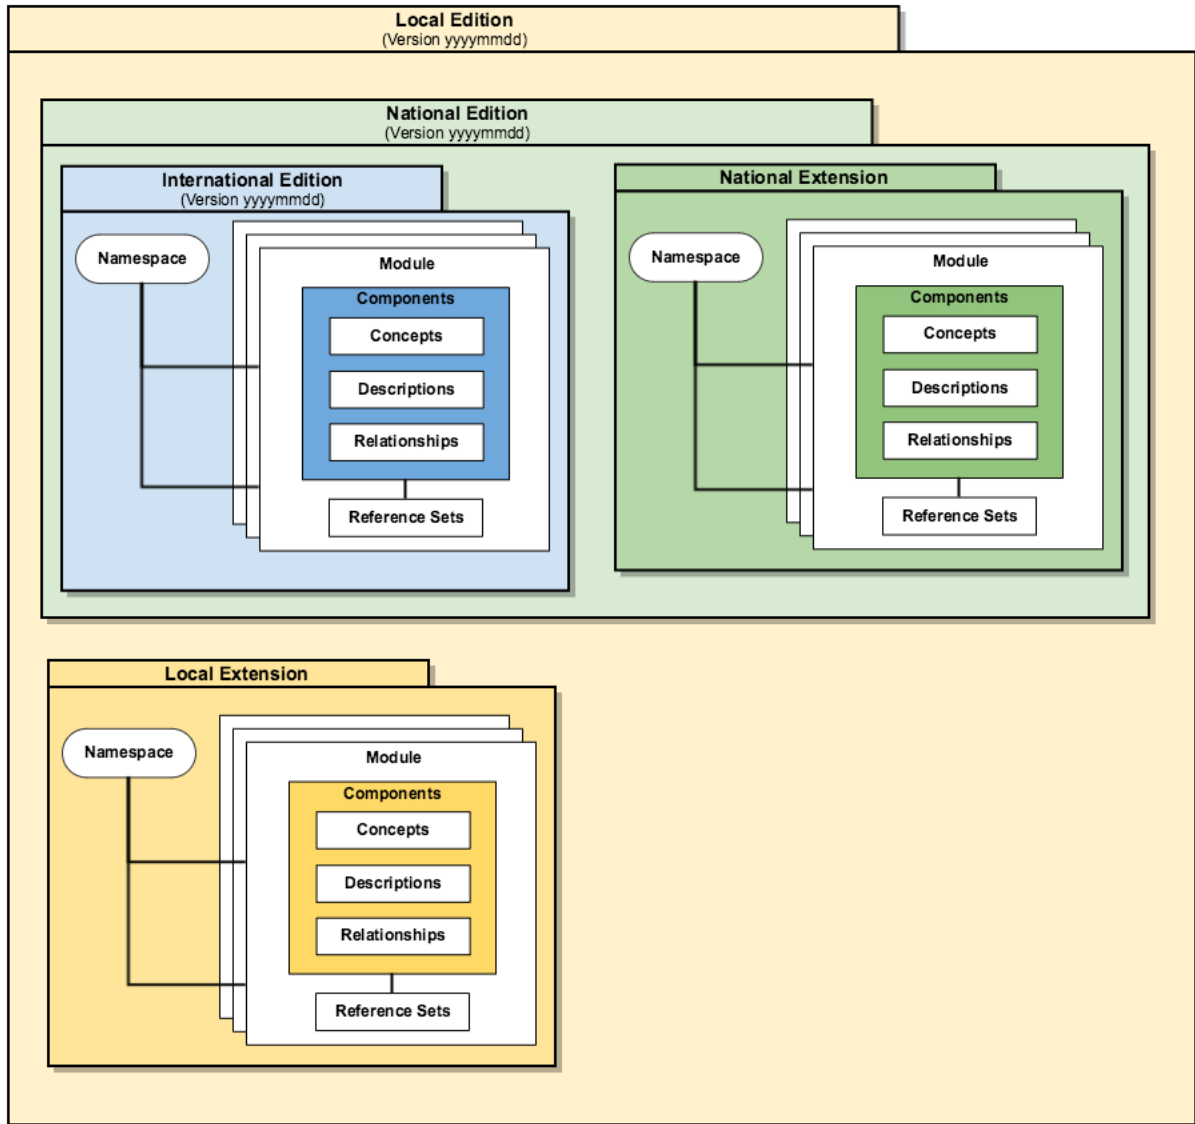 Local Edition
(Version yyyymmdd)
National Edition
(Version yyyymmdd)
International Edition
(Version yyyymmdd)
Namespace
Module
Components
Concepts
Descriptions
Relationships
Reference Sets
National Extension
Namespace
Module
Components
Concepts
Descriptions
Relationships
Reference Sets
Local Extension
Namespace
Module
Components
Concepts
Descriptions
Relationships
Reference Sets